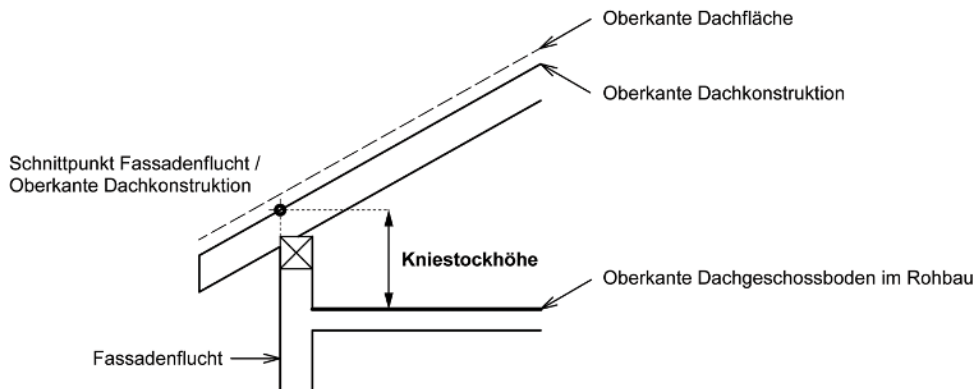 Oberkante Dachfläche
Oberkante Dachkonstruktion
Schnittpunkt Fassadenflucht /
Oberkante Dachkonstruktion
Kniestockhöhe
Oberkante Dachgeschossboden im Rohbau
Fassadenflucht